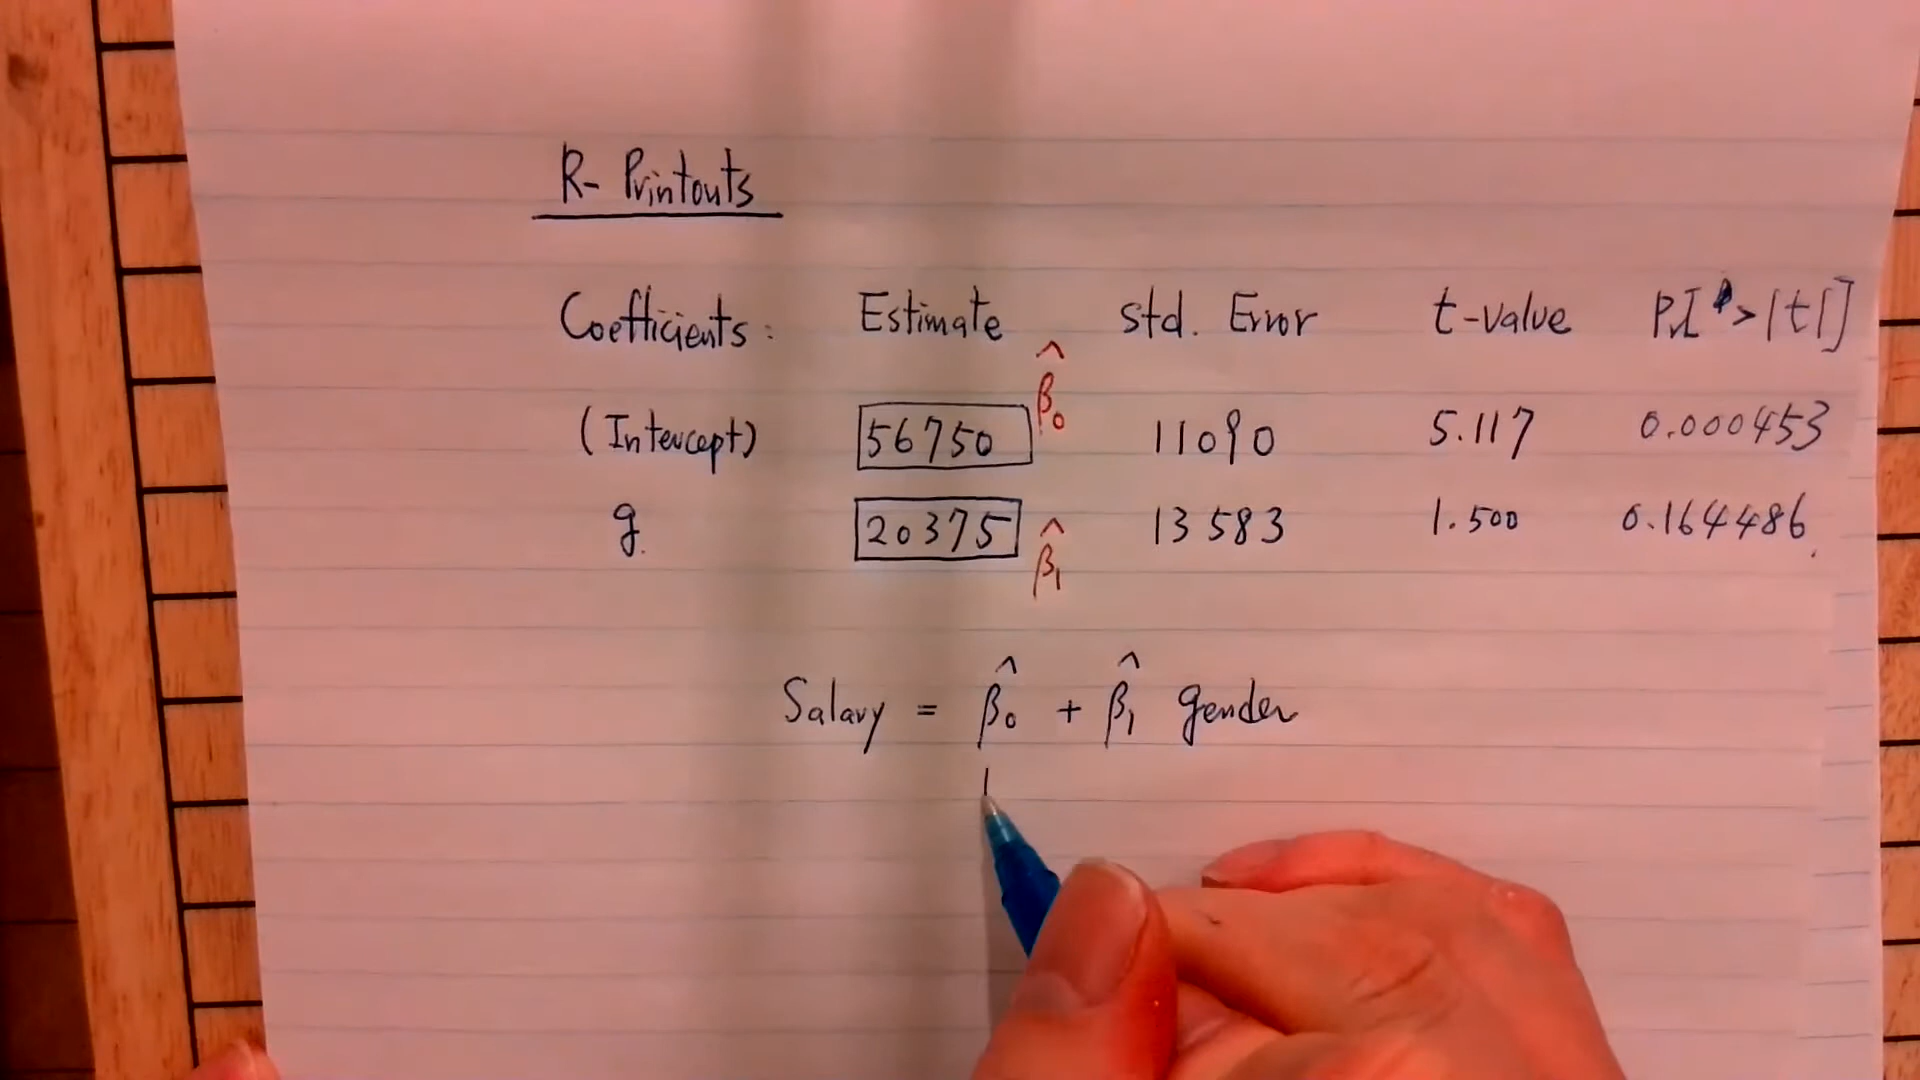 R- Printouts
Coefficients: Estimate std. Error t-value Pr[ > |t|]
(Intercept) 56750 β̂₀ 11090 5.117 0.000453
g. 20375 β̂₁ 13583 1.500 0.164486
Salary = β̂₀ + β̂₁ gender